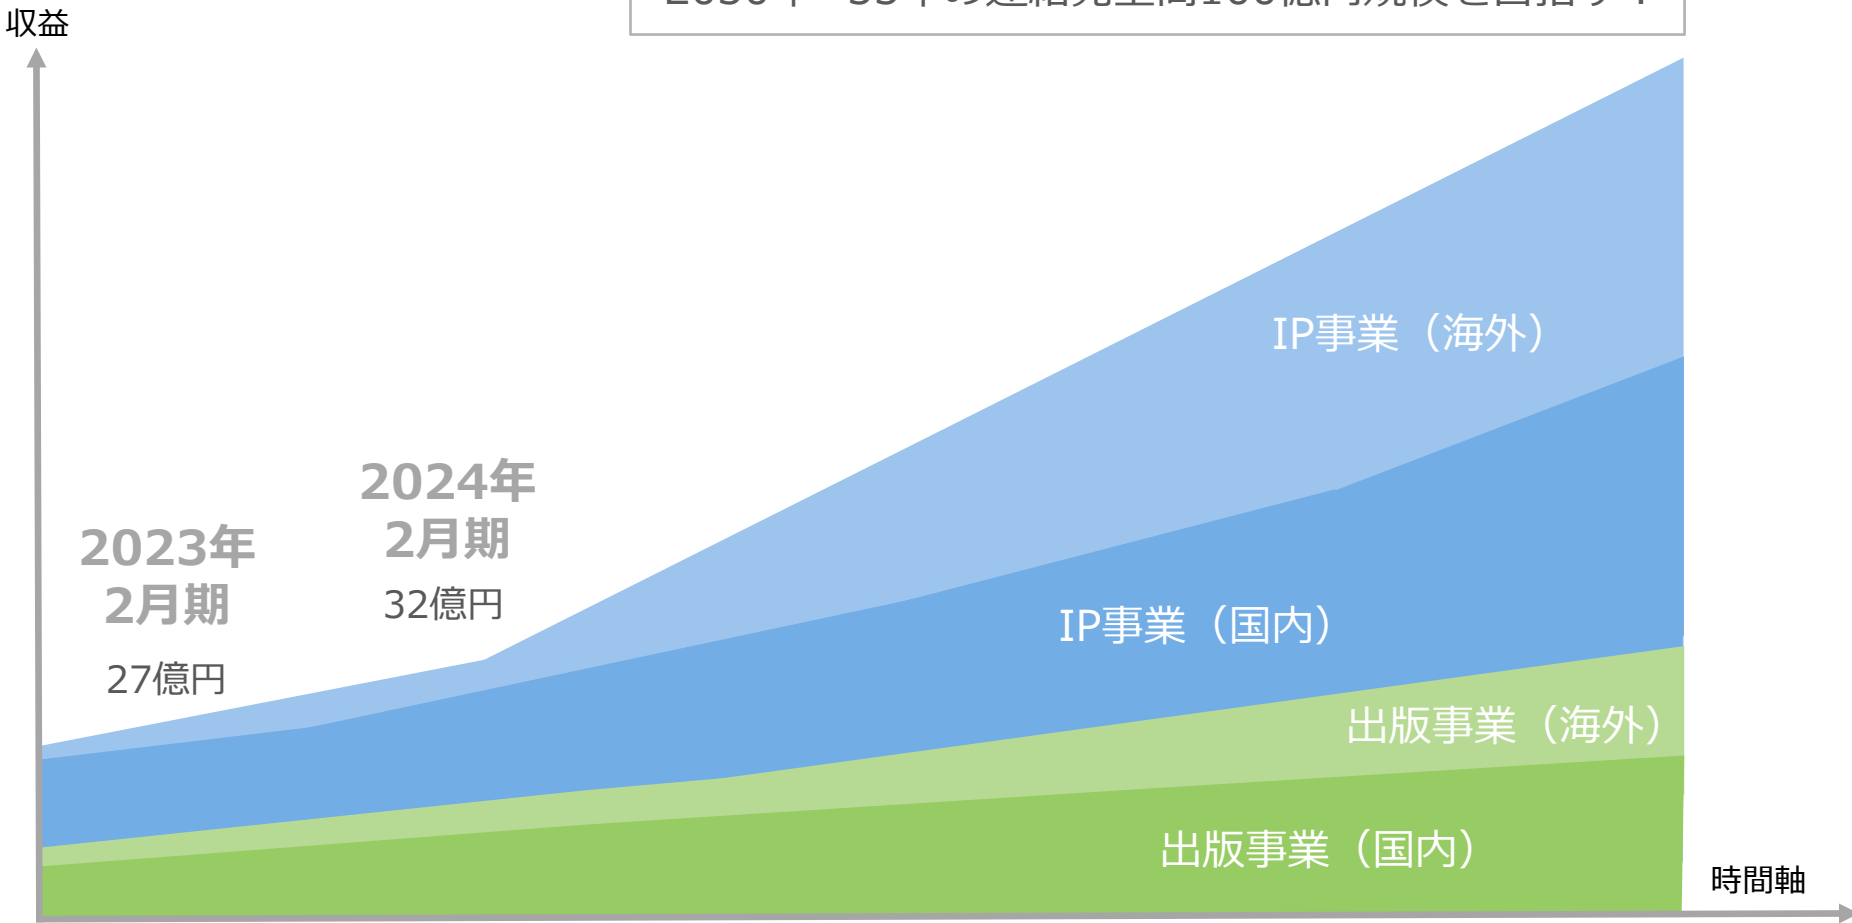 収益
2024年
2月期
32億円
2023年
2月期
27億円
IP事業（海外）
IP事業（国内）
出版事業（海外）
出版事業（国内）
時間軸